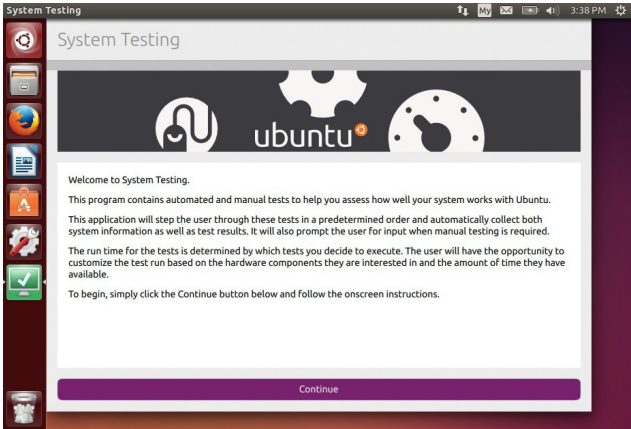 System Testing
My
3:38 PM
System Testing
ubuntu
Welcome to System Testing.
This program contains automated and manual tests to help you assess how well your system works with Ubuntu.
This application will step the user through these tests in a predetermined order and automatically collect both
system information as well as test results. It will also prompt the user for input when manual testing is required.
The run time for the tests is determined by which tests you decide to execute. The user will have the opportunity to
customize the test run based on the hardware components they are interested in and the amount of time they have
available.
To begin, simply click the Continue button below and follow the onscreen instructions.
Continue